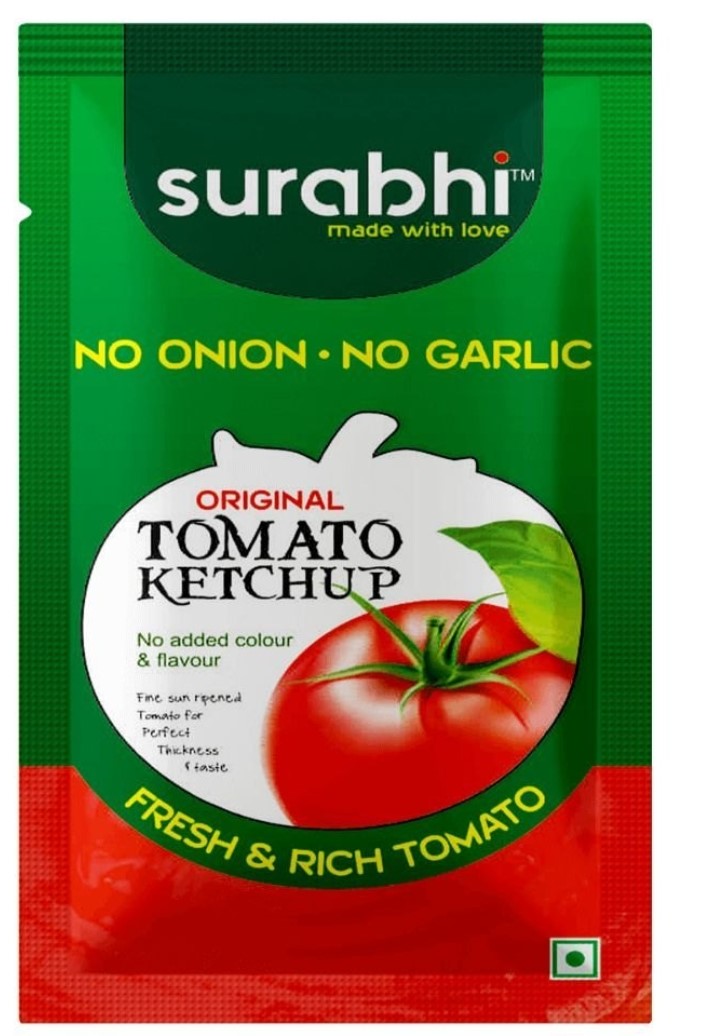 surabhi™
made with love
NO ONION • NO GARLIC
ORIGINAL
TOMATO
KETCHUP
No added colour
& flavour
Fine sun ripened
Tomato for
Perfect
Thickness
& taste
FRESH & RICH TOMATO